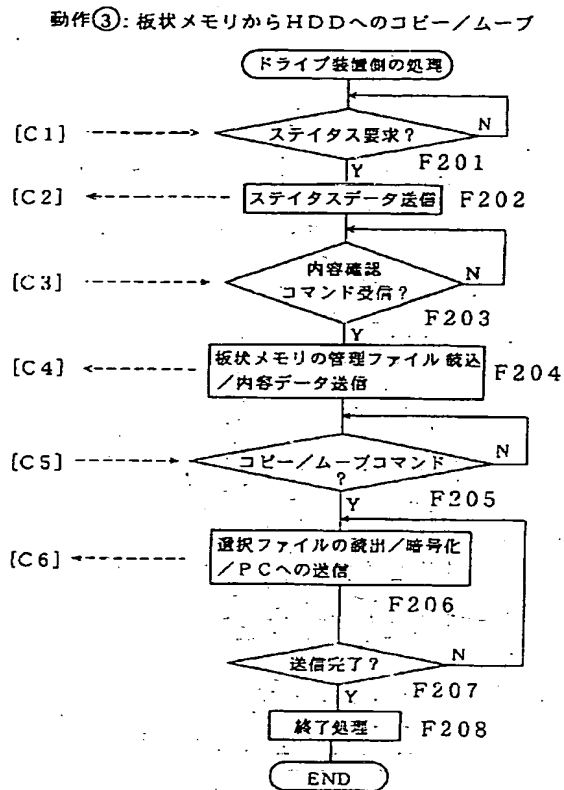 動作③:板状メモリからHDDへのコピー/ムーブ
ドライブ装置側の処理
[C1]
ステイタス要求?
N
Y
F201
[C2]
ステイタスデータ送信
F202
[C3]
内容確認
コマンド受信?
N
Y
F203
[C4]
板状メモリの管理ファイル読込
/内容データ送信
F204
[C5]
コピー/ムーブコマンド
?
N
Y
F205
[C6]
選択ファイルの読出/暗号化
/PCへの送信
F206
送信完了?
N
Y
F207
終了処理
F208
END